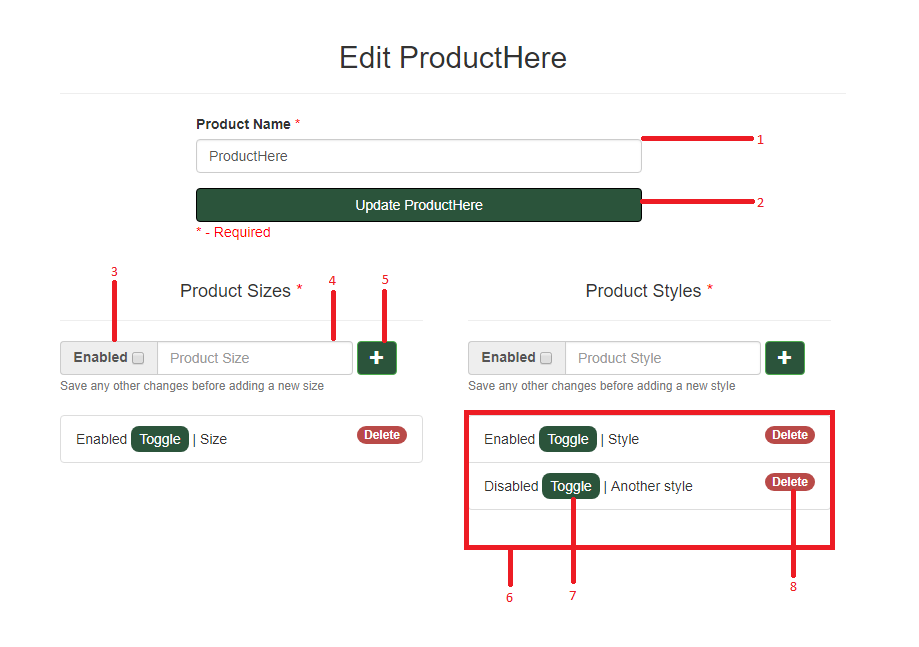 Edit ProductHere
Product Name *
ProductHere
1
Update ProductHere
2
* - Required
3
4
5
Product Sizes *
Product Styles *
Enabled Product Size +
Enabled Product Style +
Save any other changes before adding a new size
Save any other changes before adding a new style
Enabled Toggle | Size Delete
Enabled Toggle | Style Delete
Disabled Toggle | Another style Delete
6
7
8